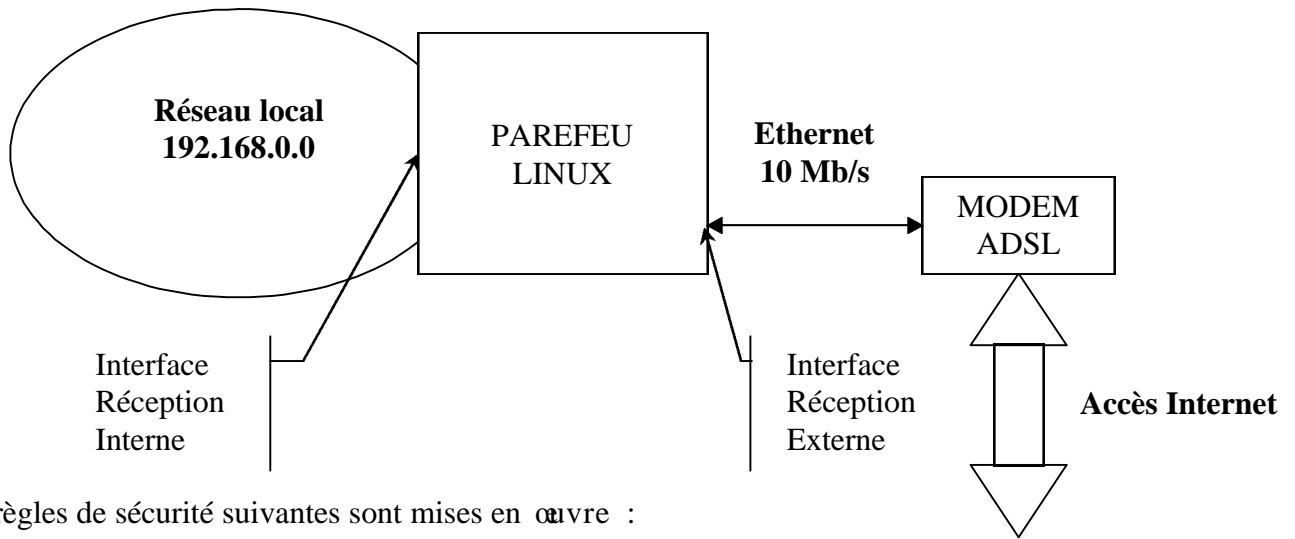 Réseau local
192.168.0.0
PAREFEU
LINUX
Ethernet
10 Mb/s
MODEM
ADSL
Interface
Réception
Interne
Interface
Réception
Externe
Accès Internet
règles de sécurité suivantes sont mises en œuvre :